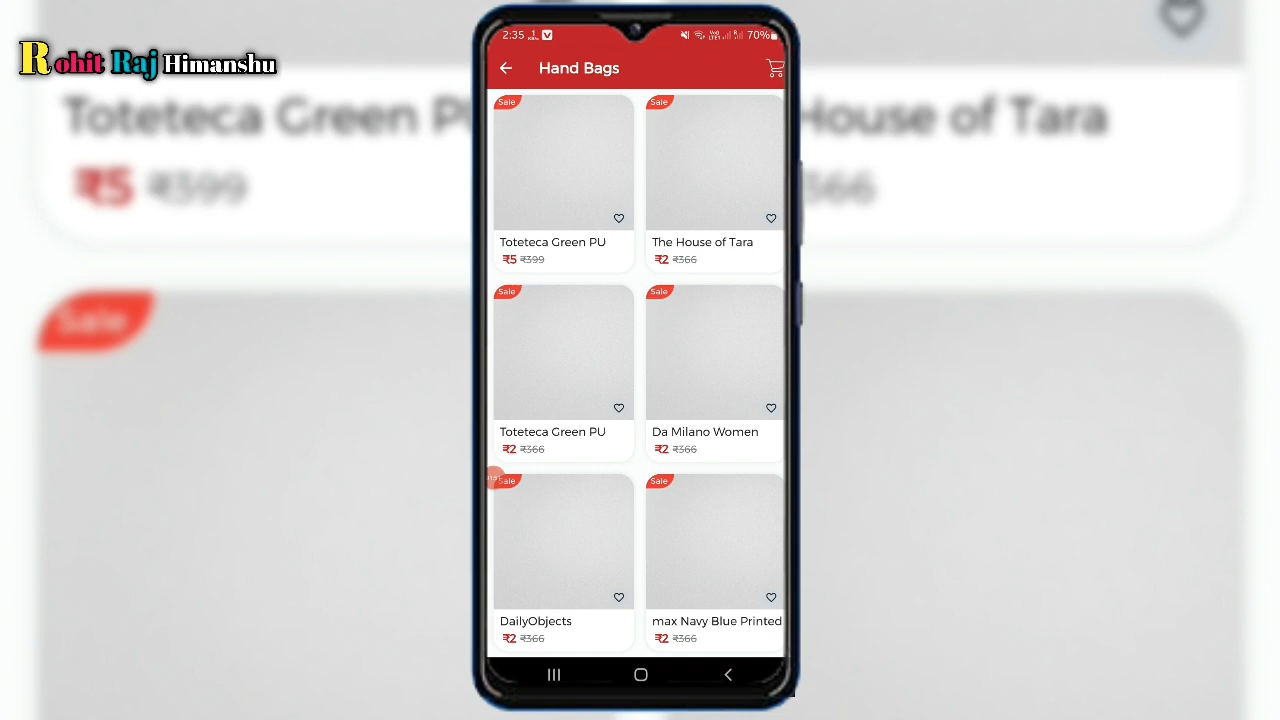 Rohit Raj Himanshu
2:35
70%
Hand Bags
Sale
Sale
Toteteca Green PU
The House of Tara
₹5 ₹399
₹2 ₹366
Sale
Sale
Toteteca Green PU
Da Milano Women
₹2 ₹366
₹2 ₹366
Sale
Sale
DailyObjects
max Navy Blue Printed
₹2 ₹366
₹2 ₹366
Toteteca Green P
House of Tara
₹5 ₹399
366
Sale